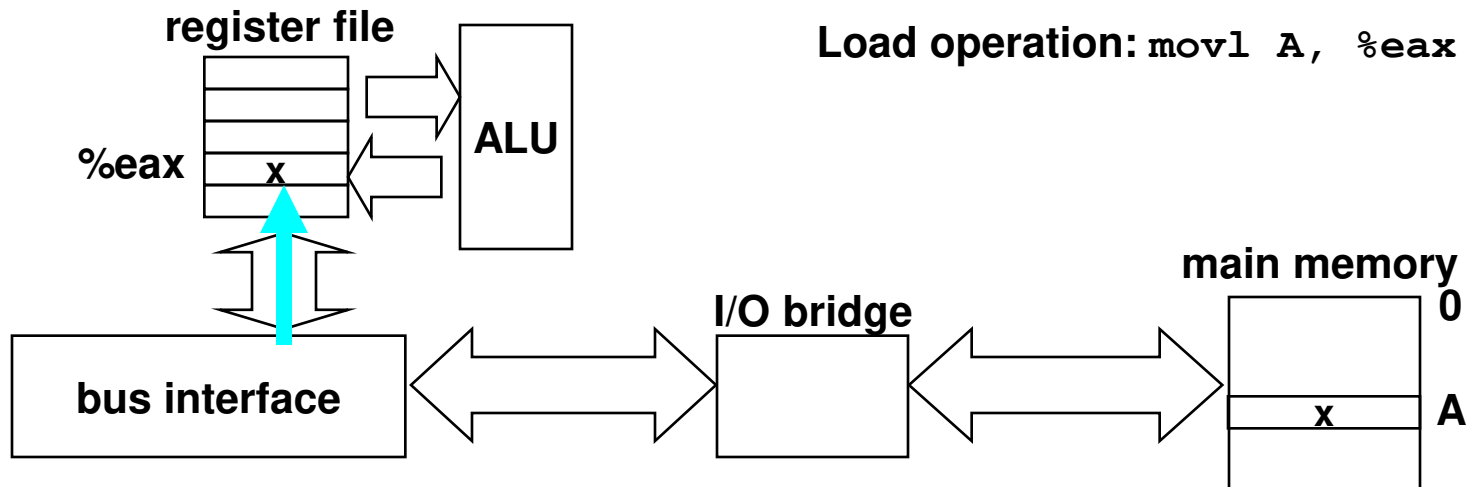 register file
Load operation: movl A, %eax
ALU
%eax
x
main memory
I/O bridge
0
bus interface
x
A